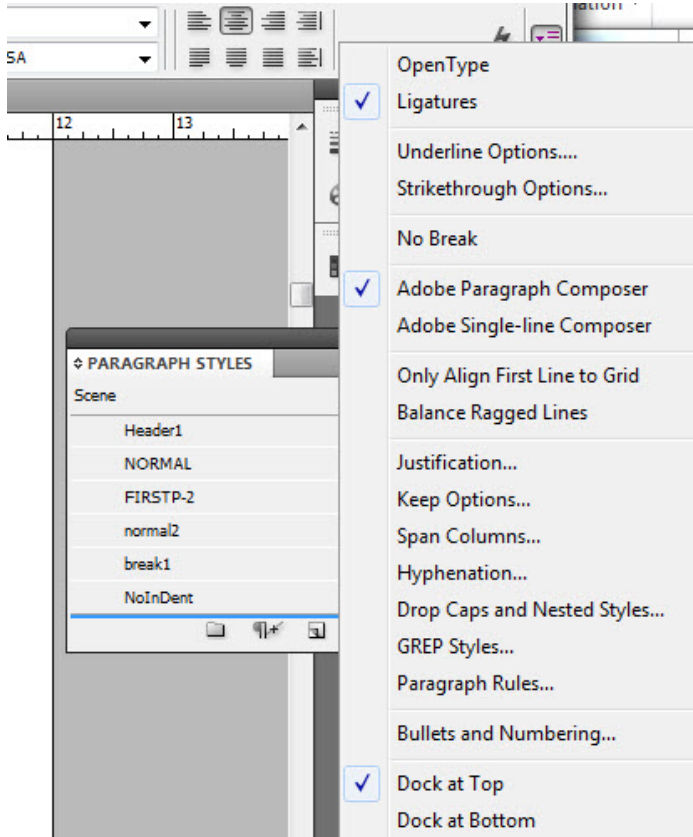 SA
12
13
OpenType
Ligatures
Underline Options....
Strikethrough Options...
No Break
Adobe Paragraph Composer
Adobe Single-line Composer
Only Align First Line to Grid
Balance Ragged Lines
Justification...
Keep Options...
Span Columns...
Hyphenation...
Drop Caps and Nested Styles...
GREP Styles...
Paragraph Rules...
Bullets and Numbering...
Dock at Top
Dock at Bottom
PARAGRAPH STYLES
Scene
Header1
NORMAL
FIRSTP-2
normal2
break1
NoInDent